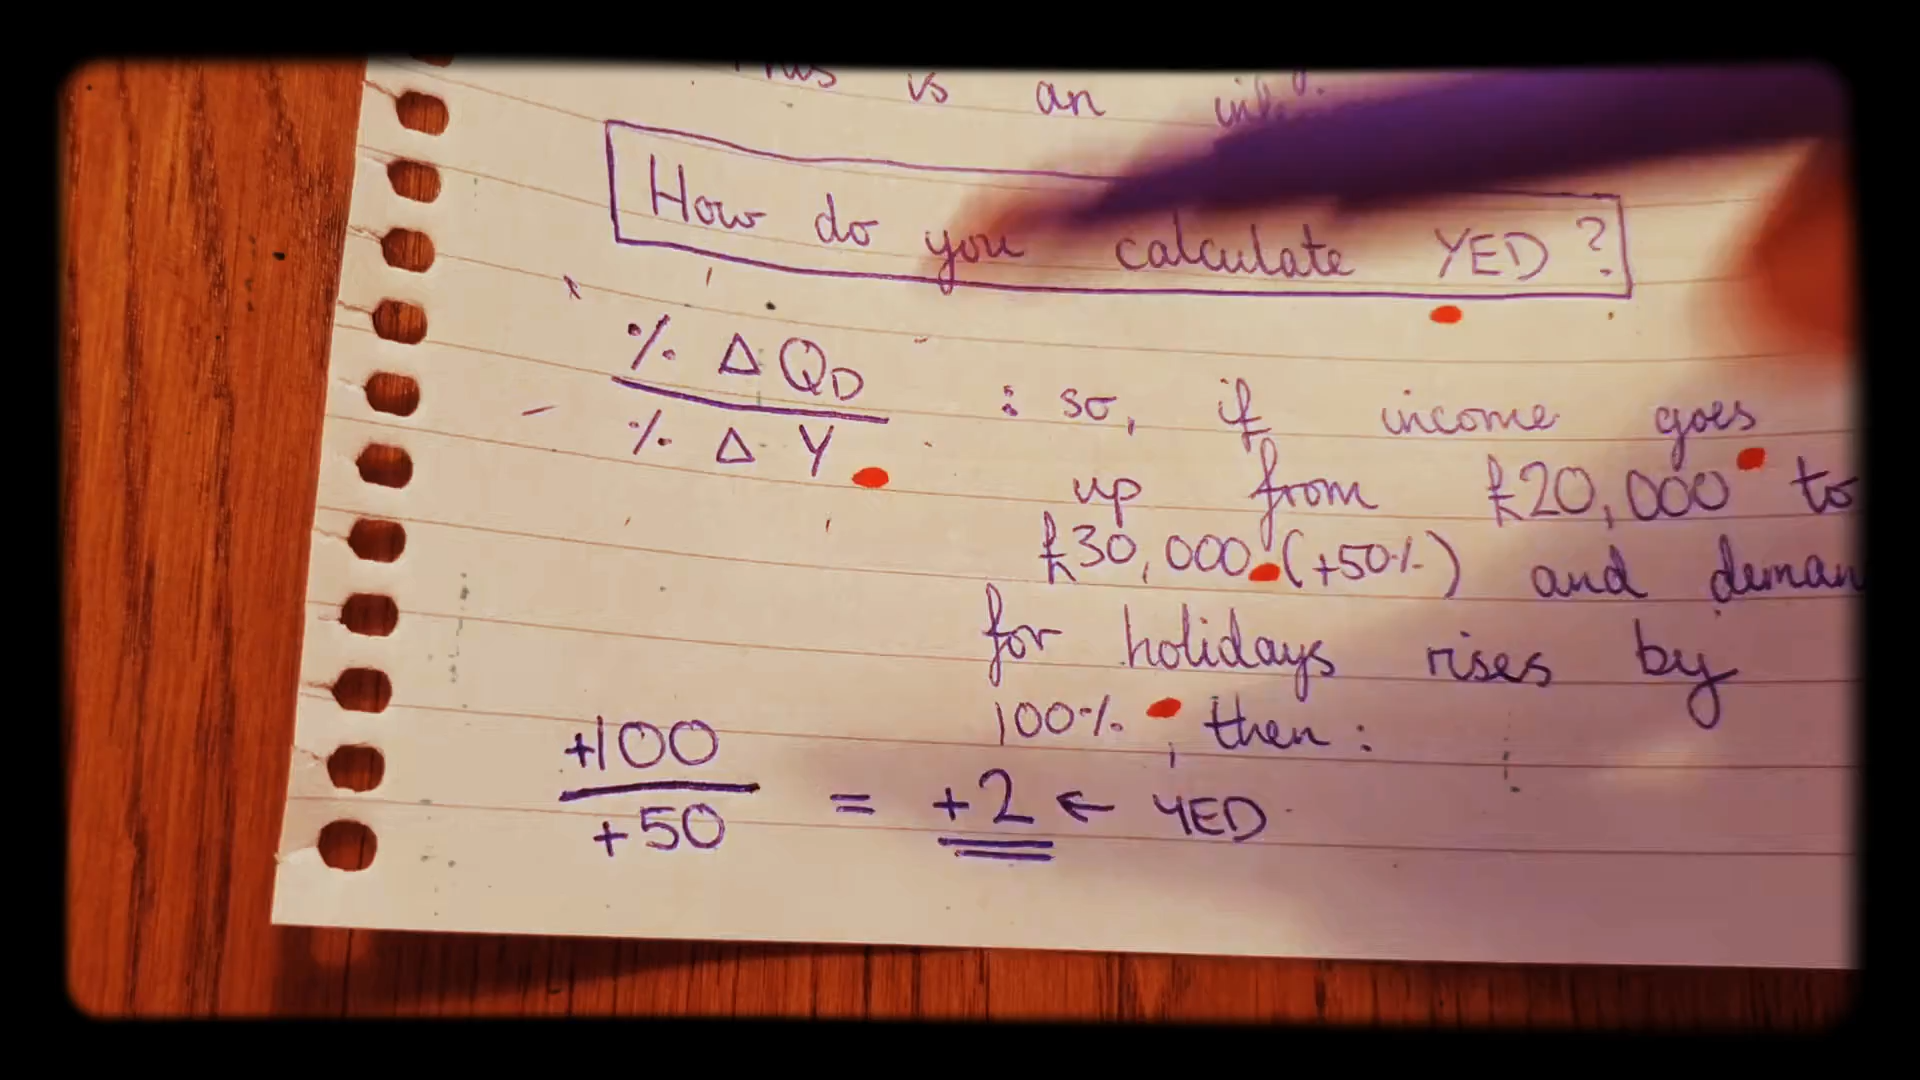 This is an
How do you calculate YED?
% Δ QD
% Δ Y
: so, if income goes
up from £20,000 to
£30,000 (+50%) and deman
for holidays rises by
100%, then:
+100
+50
= +2 ← YED